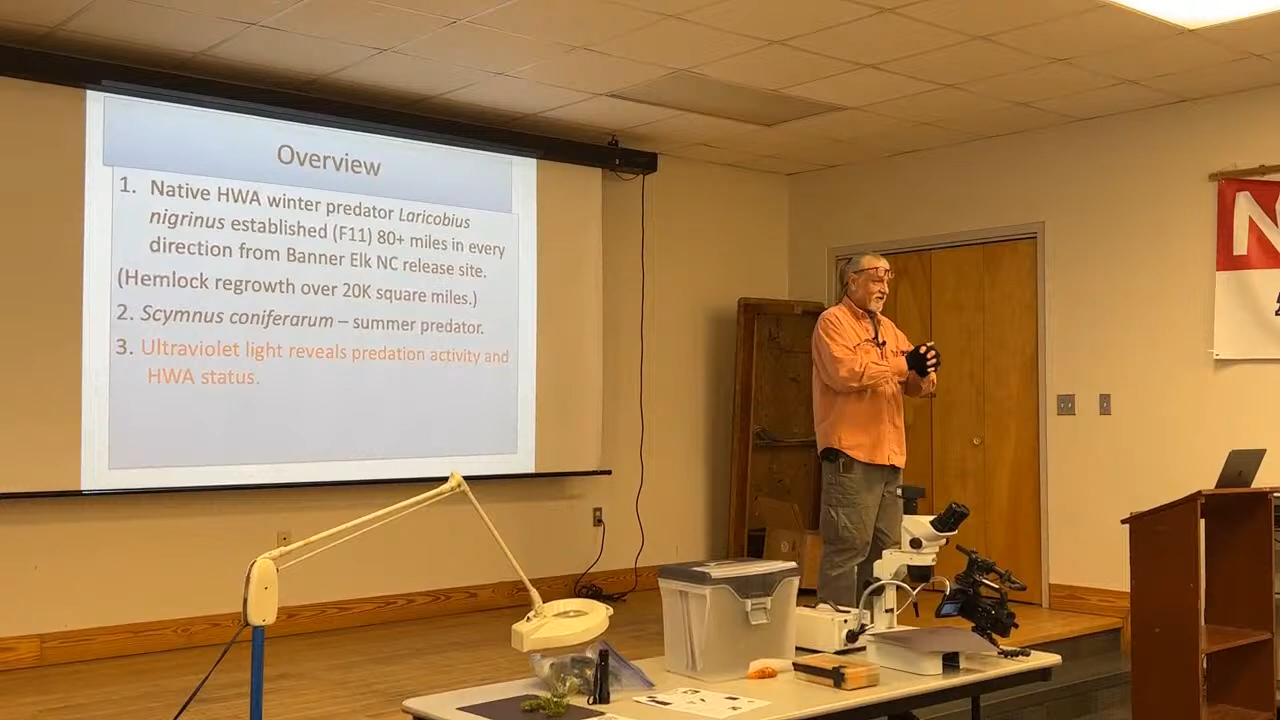 Overview
1. Native HWA winter predator Laricobius
nigrinus established (F11) 80+ miles in every
direction from Banner Elk NC release site.
(Hemlock regrowth over 20K square miles.)
2. Scymnus coniferarum – summer predator.
3. Ultraviolet light reveals predation activity and
HWA status.